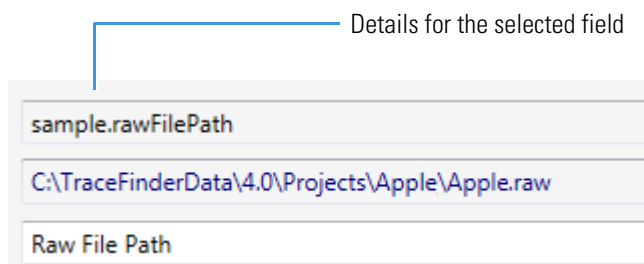 Details for the selected field
sample.rawFilePath
C:\TraceFinderData\4.0\Projects\Apple\Apple.raw
Raw File Path